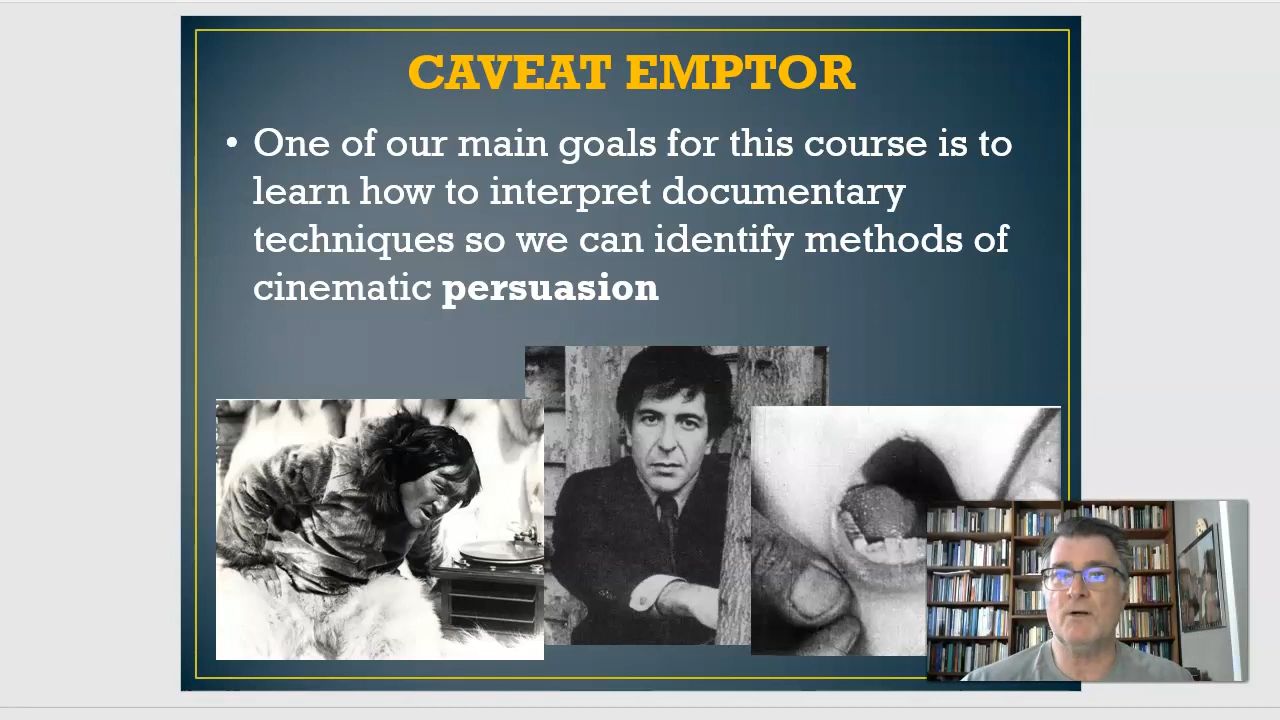 CAVEAT EMPTOR
• One of our main goals for this course is to
learn how to interpret documentary
techniques so we can identify methods of
cinematic persuasion